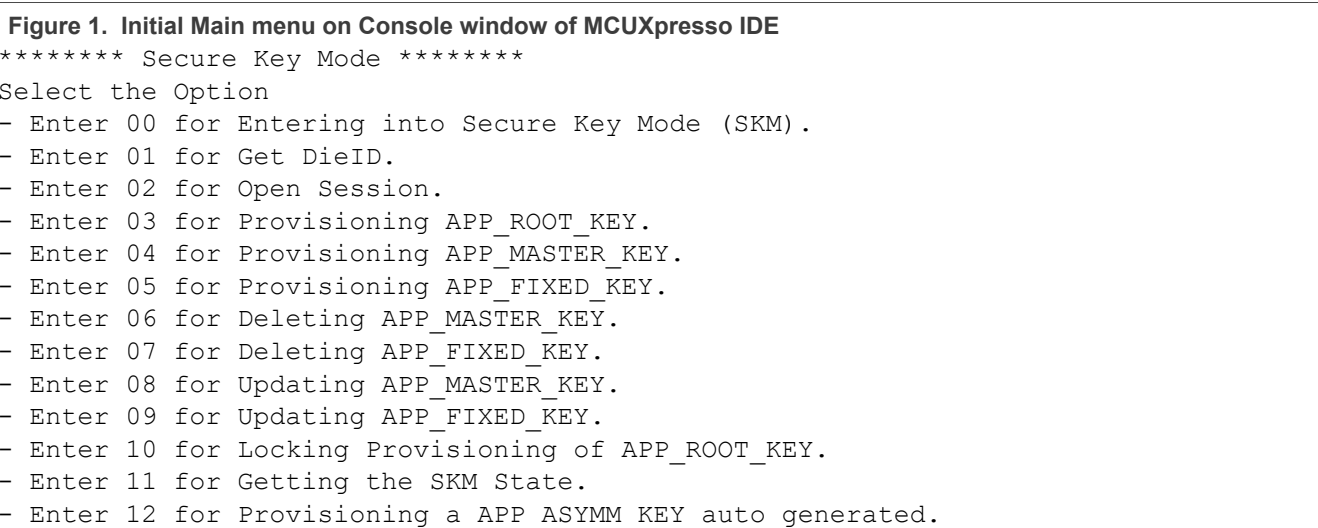 Figure 1. Initial Main menu on Console window of MCUXpresso IDE
******** Secure Key Mode ********
Select the Option
- Enter 00 for Entering into Secure Key Mode (SKM).
- Enter 01 for Get DieID.
- Enter 02 for Open Session.
- Enter 03 for Provisioning APP_ROOT_KEY.
- Enter 04 for Provisioning APP_MASTER_KEY.
- Enter 05 for Provisioning APP_FIXED_KEY.
- Enter 06 for Deleting APP_MASTER_KEY.
- Enter 07 for Deleting APP_FIXED_KEY.
- Enter 08 for Updating APP_MASTER_KEY.
- Enter 09 for Updating APP_FIXED_KEY.
- Enter 10 for Locking Provisioning of APP_ROOT_KEY.
- Enter 11 for Getting the SKM State.
- Enter 12 for Provisioning a APP ASYMM KEY auto generated.